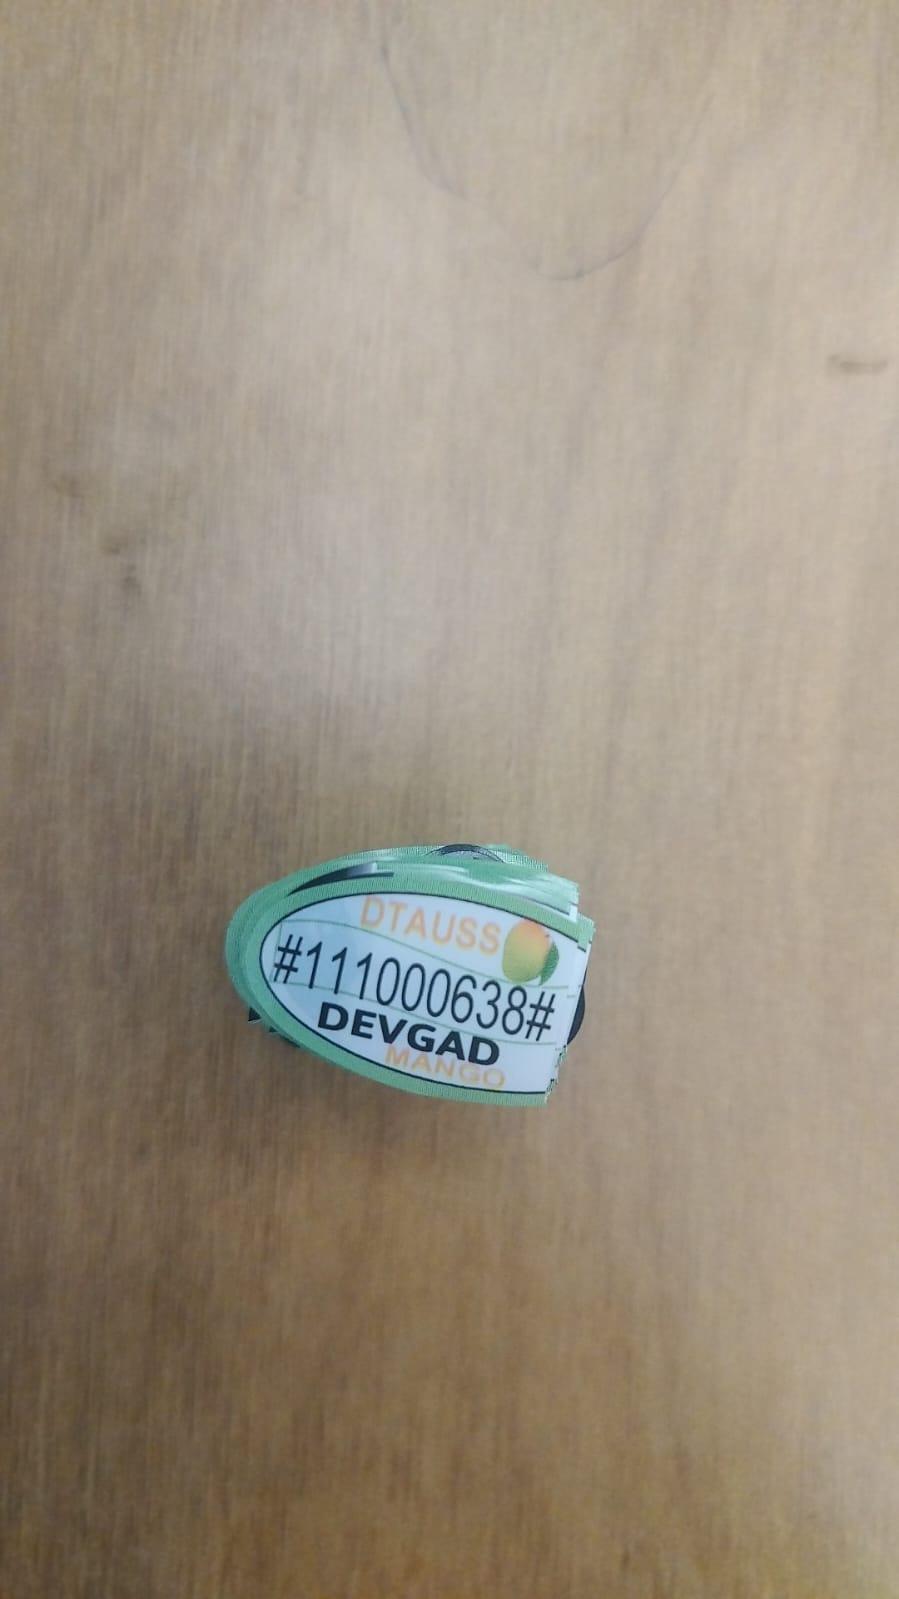 DTAUSS
#111000638#
DEVGAD
MANGO